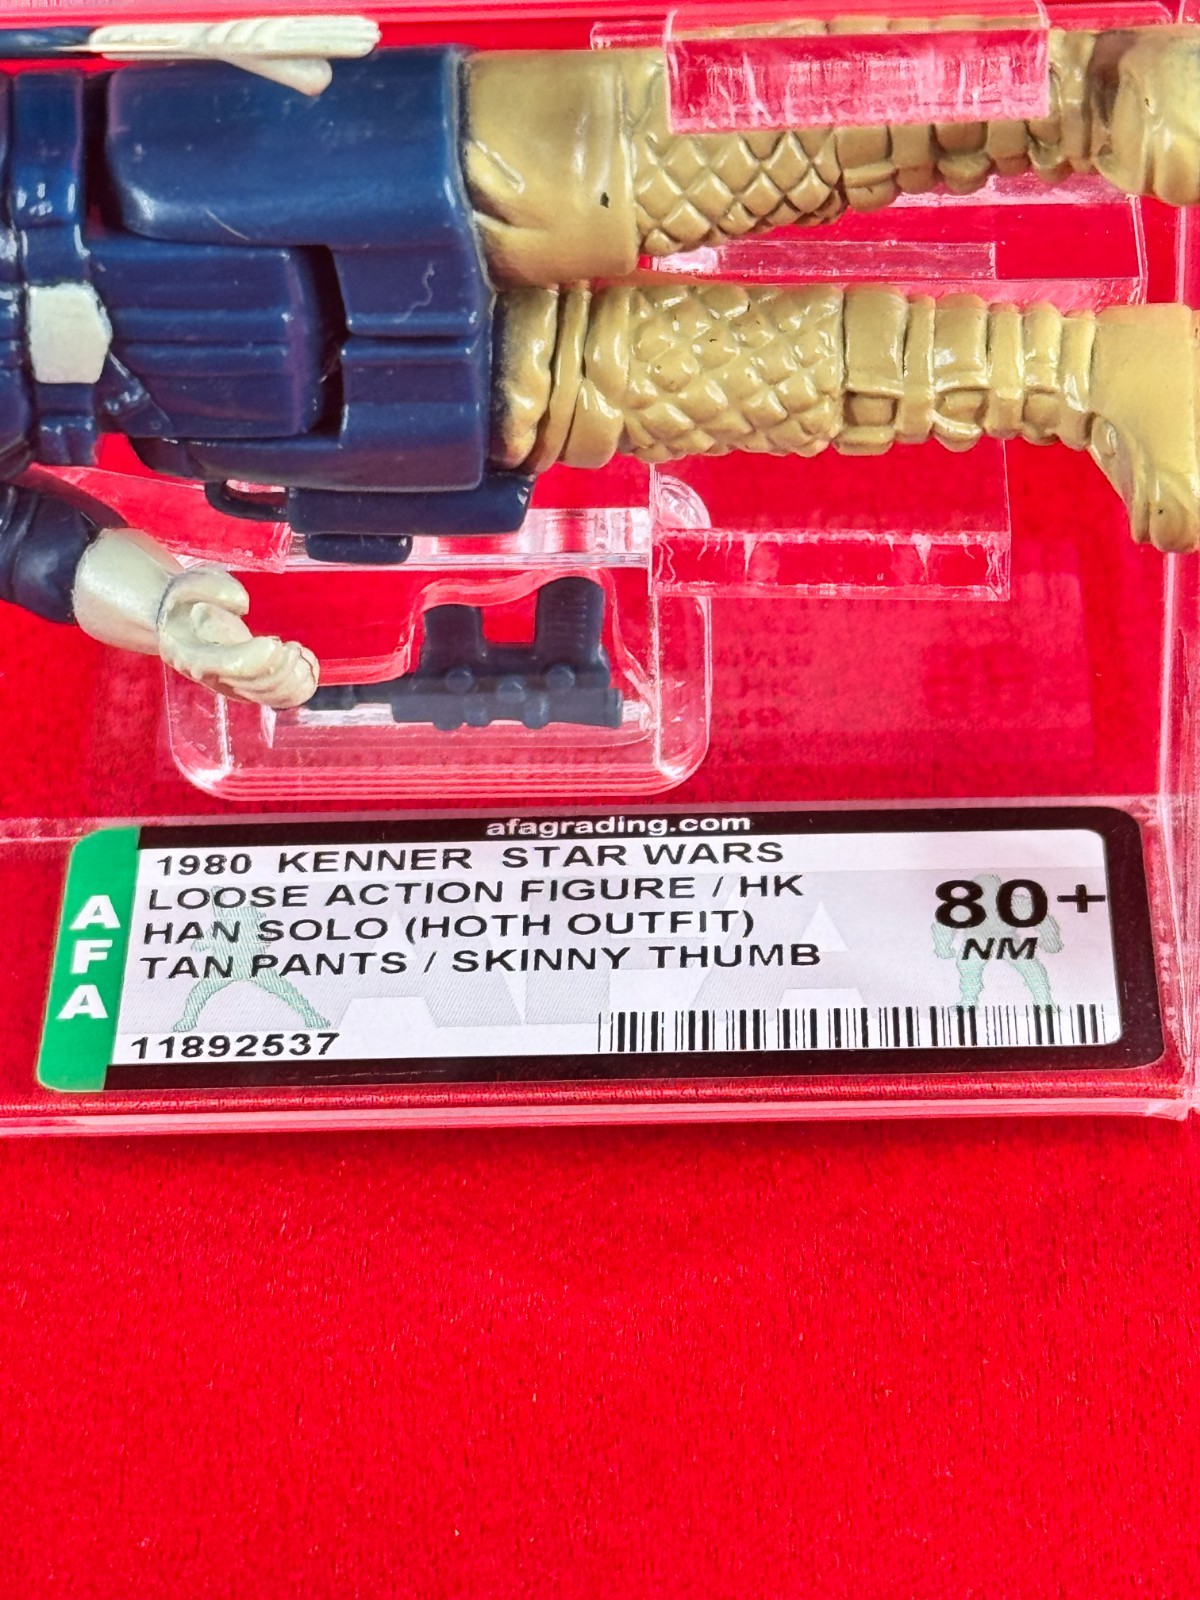 afagrading.com
1980 KENNER STAR WARS
LOOSE ACTION FIGURE / HK
HAN SOLO (HOTH OUTFIT)
TAN PANTS / SKINNY THUMB
80+
NM
11892537
AFA